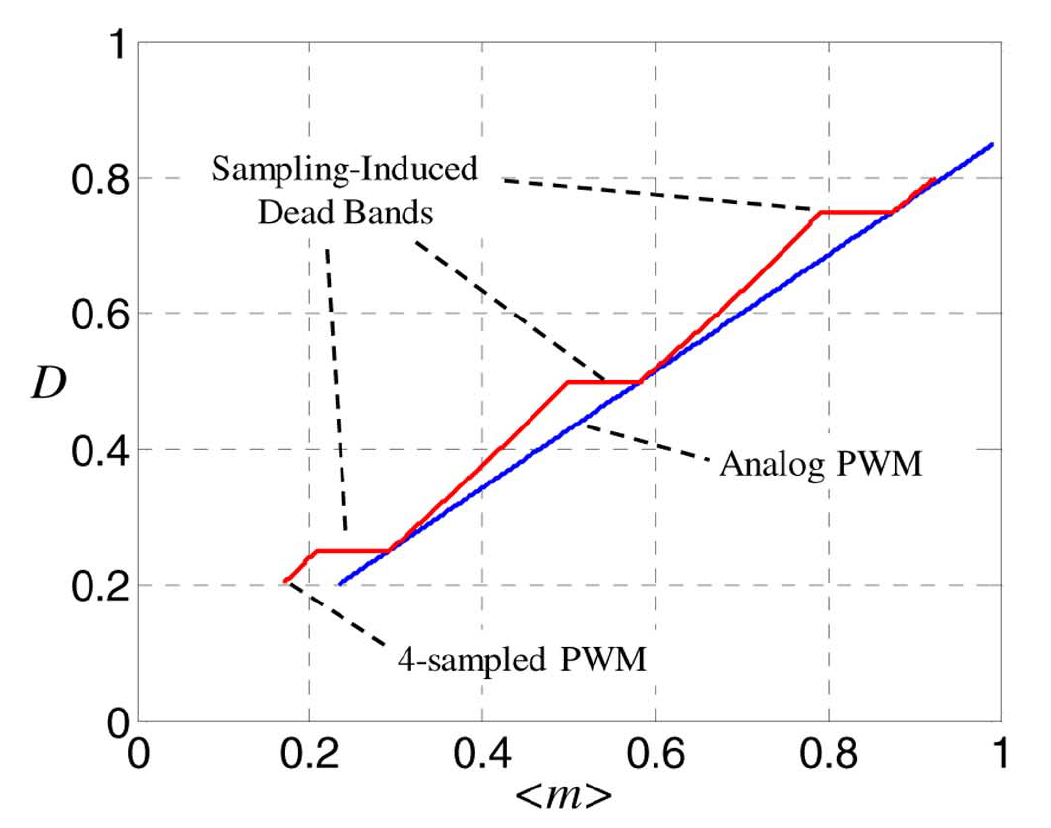 1
Sampling-Induced
Dead Bands
0.8
0.6
D
0.4
Analog PWM
0.2
4-sampled PWM
0
0 0.2 0.4 0.6 0.8 1
<m>